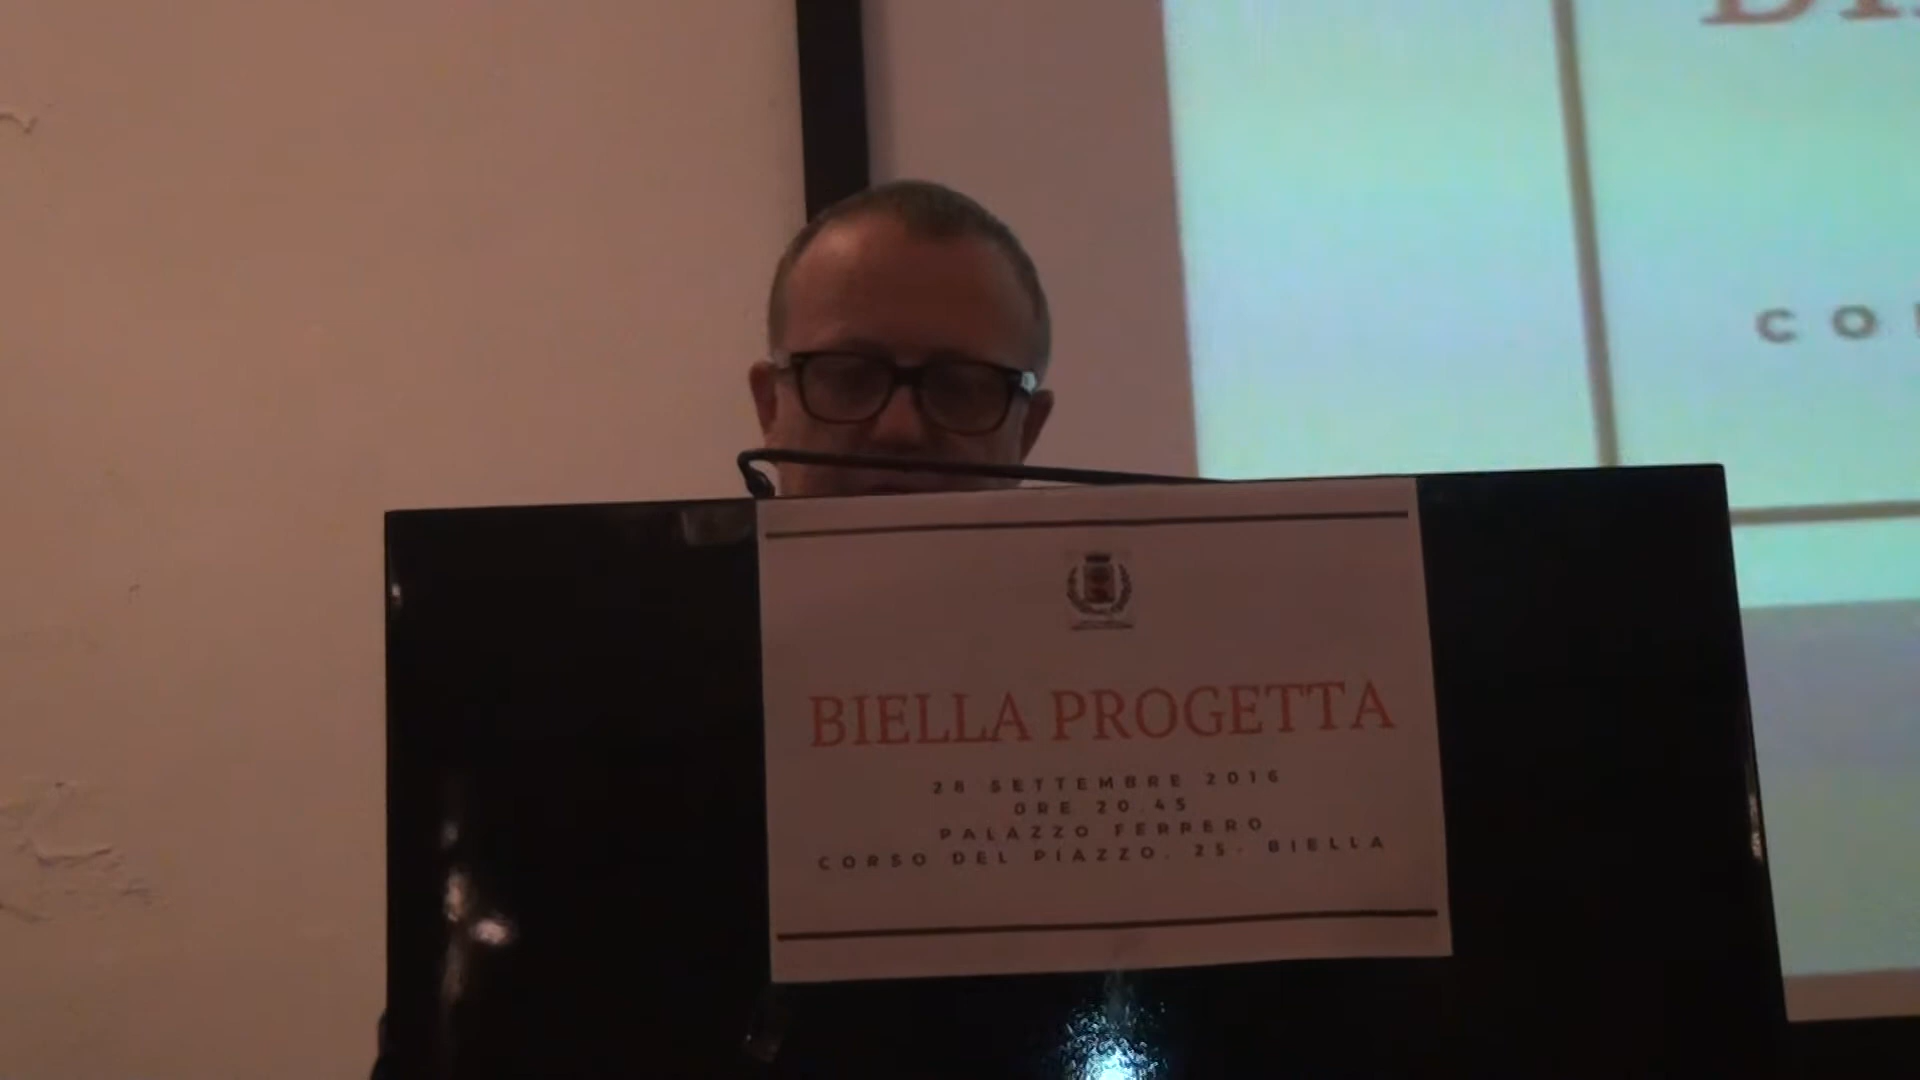 BIELLA PROGETTA
28 SETTEMBRE 2016
ORE 20.45
PALAZZO FERRERO
CORSO DEL PIAZZO, 25- BIELLA